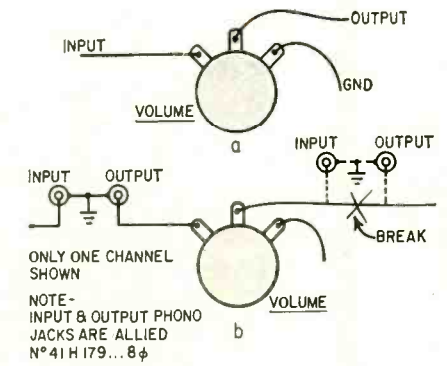 OUTPUT
INPUT
GND
VOLUME
a
INPUT OUTPUT
INPUT OUTPUT
BREAK
ONLY ONE CHANNEL
SHOWN
VOLUME
NOTE-
INPUT & OUTPUT PHONO
JACKS ARE ALLIED
Nº41 H 179...8¢
b